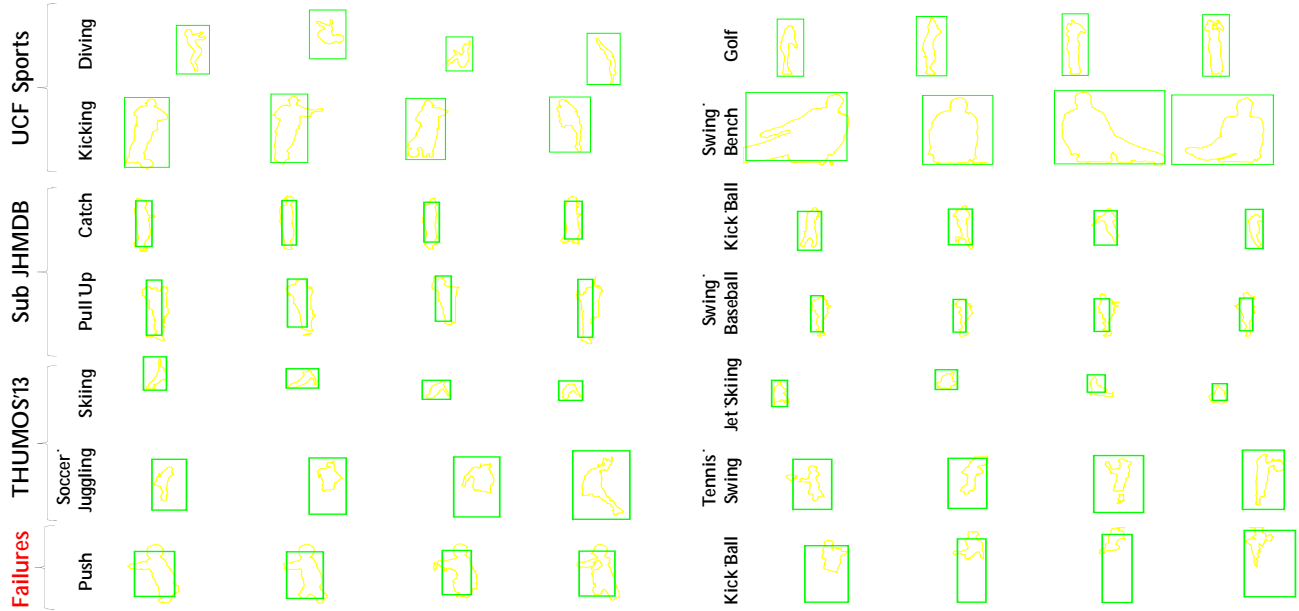 UCF Sports
Diving
Golf
Kicking
Swing
Bench
Sub JHMDB
Catch
Kick Ball
Pull Up
Swing
Baseball
THUMOS'13
Skiing
Jet Skiing
Soccer
Juggling
Tennis
Swing
Failures
Push
Kick Ball